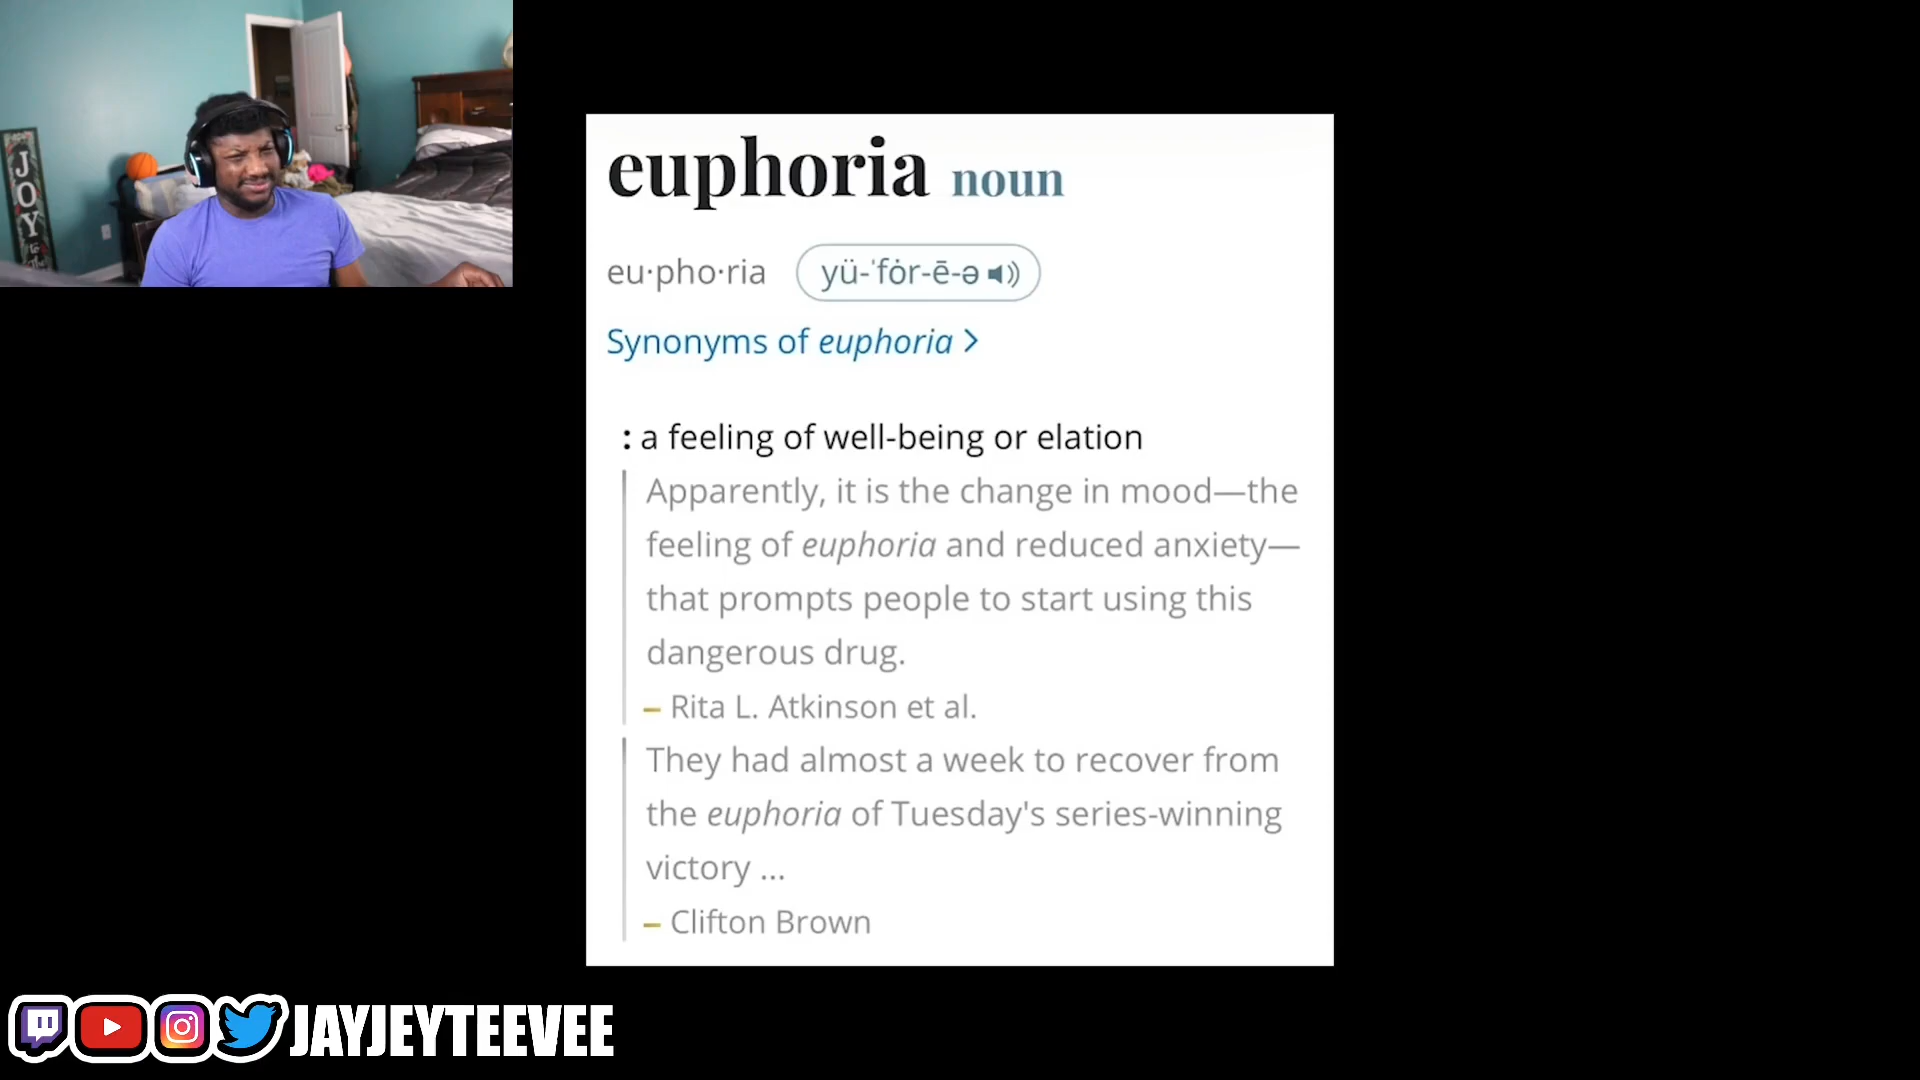 JOY
to
the
euphoria noun
eu·pho·ria yü-ˈfȯr-ē-ə
Synonyms of euphoria >
: a feeling of well-being or elation
Apparently, it is the change in mood—the
feeling of euphoria and reduced anxiety—
that prompts people to start using this
dangerous drug.
– Rita L. Atkinson et al.
They had almost a week to recover from
the euphoria of Tuesday's series-winning
victory ...
– Clifton Brown
JAYJEYTEEVEE